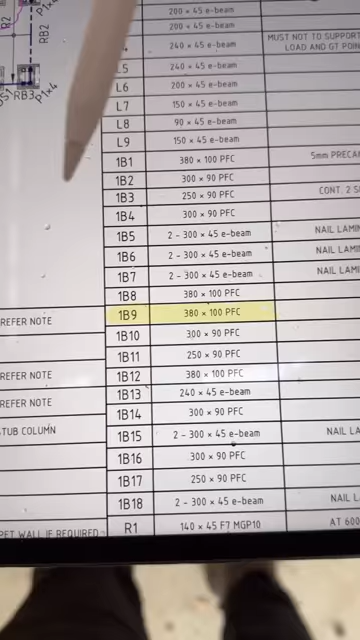 200 × 45 e-beam
200 × 45 e-beam
240 × 45 e-beam MUST NOT TO SUPPORT
LOAD AND GT POIN
L5 240 × 45 e-beam
L6 200 × 45 e-beam
L7 150 × 45 e-beam
L8 90 × 45 e-beam
L9 150 × 45 e-beam
1B1 380 × 100 PFC 5mm PRECA
1B2 300 × 90 PFC
1B3 250 × 90 PFC CONT. 2 S
1B4 300 × 90 PFC
1B5 2 - 300 × 45 e-beam NAIL LAMIN
1B6 2 - 300 × 45 e-beam NAIL LAMIN
1B7 2 - 300 × 45 e-beam NAIL LAMI
1B8 380 × 100 PFC
1B9 380 × 100 PFC
1B10 300 × 90 PFC
1B11 250 × 90 PFC
1B12 380 × 100 PFC
1B13 240 × 45 e-beam
1B14 300 × 90 PFC
1B15 2 - 300 × 45 e-beam NAIL LA
1B16 300 × 90 PFC
1B17 250 × 90 PFC
1B18 2 - 300 × 45 e-beam NAIL L
R1 140 × 45 F7 MGP10 AT 600
REFER NOTE
REFER NOTE
REFER NOTE
STUB COLUMN
PET WALL IF REQUIRED
R2
RB2
RB3
P1x4